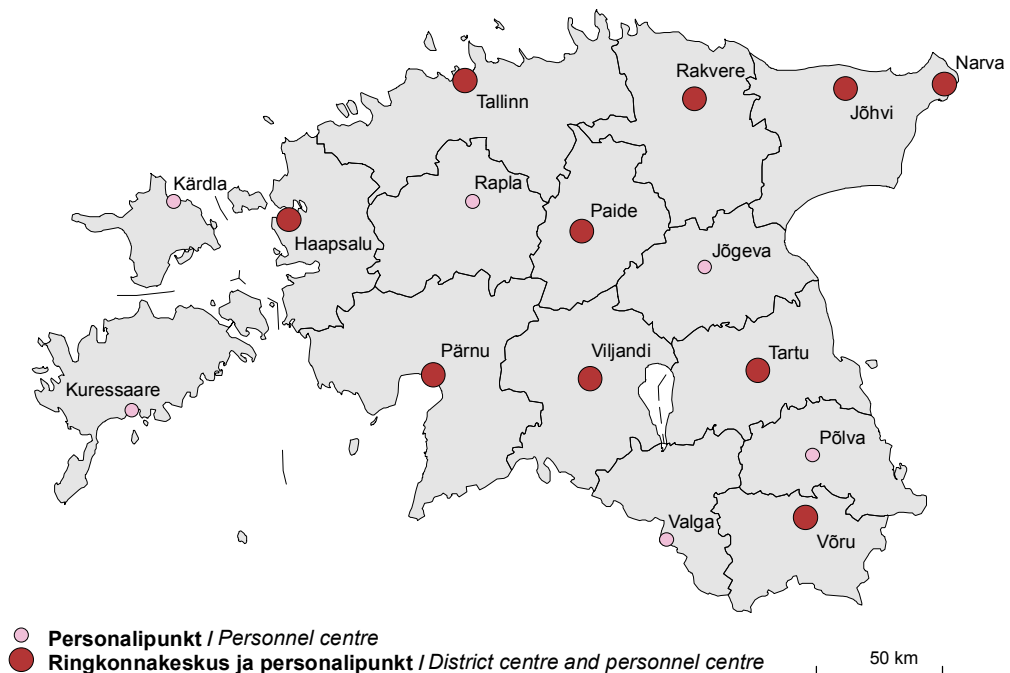 Narva
Rakvere
Tallinn
Jõhvi
Kärdla
Rapla
Paide
Haapsalu
Jõgeva
Pärnu
Viljandi
Tartu
Kuressaare
Põlva
Valga
Võru
Personalipunkt / Personnel centre
Ringkonnakeskus ja personalipunkt / District centre and personnel centre
50 km